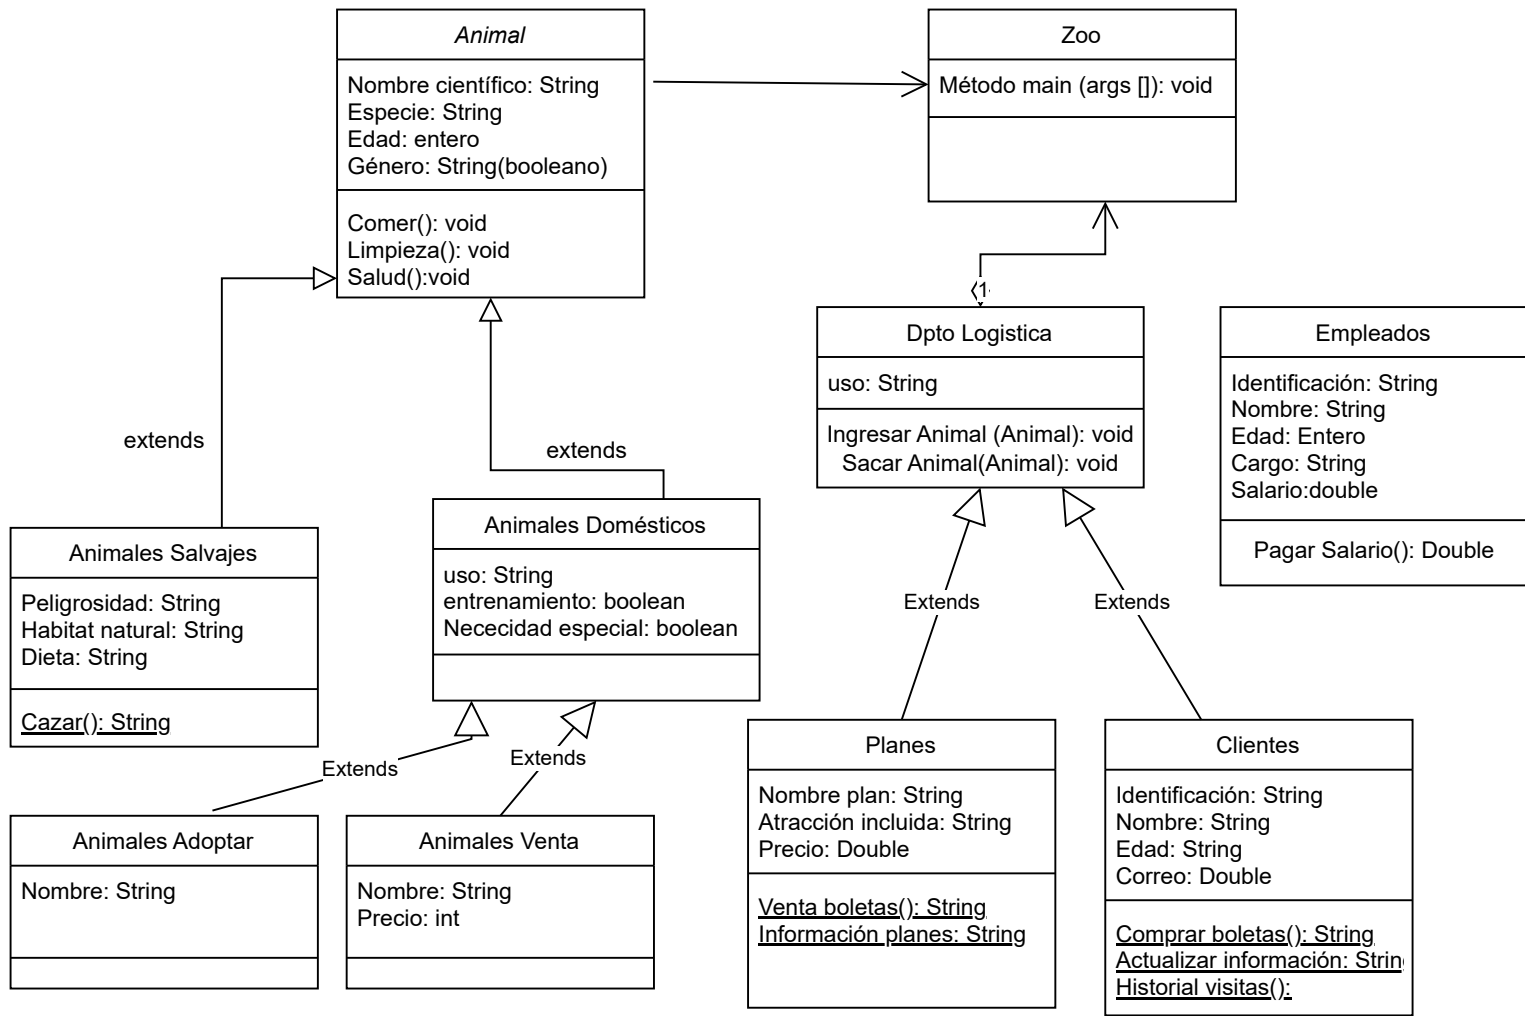 Animal
Nombre científico: String
Especie: String
Edad: entero
Género: String(booleano)
Comer(): void
Limpieza(): void
Salud():void
Zoo
Método main (args []): void
1
Dpto Logistica
uso: String
Ingresar Animal (Animal): void
Sacar Animal(Animal): void
Empleados
Identificación: String
Nombre: String
Edad: Entero
Cargo: String
Salario:double
Pagar Salario(): Double
extends
extends
Animales Salvajes
Peligrosidad: String
Habitat natural: String
Dieta: String
Cazar(): String
Animales Domésticos
uso: String
entrenamiento: boolean
Nececidad especial: boolean
Extends
Extends
Extends
Extends
Animales Adoptar
Nombre: String
Animales Venta
Nombre: String
Precio: int
Planes
Nombre plan: String
Atracción incluida: String
Precio: Double
Venta boletas(): String
Información planes: String
Clientes
Identificación: String
Nombre: String
Edad: String
Correo: Double
Comprar boletas(): String
Actualizar información: Strin
Historial visitas():